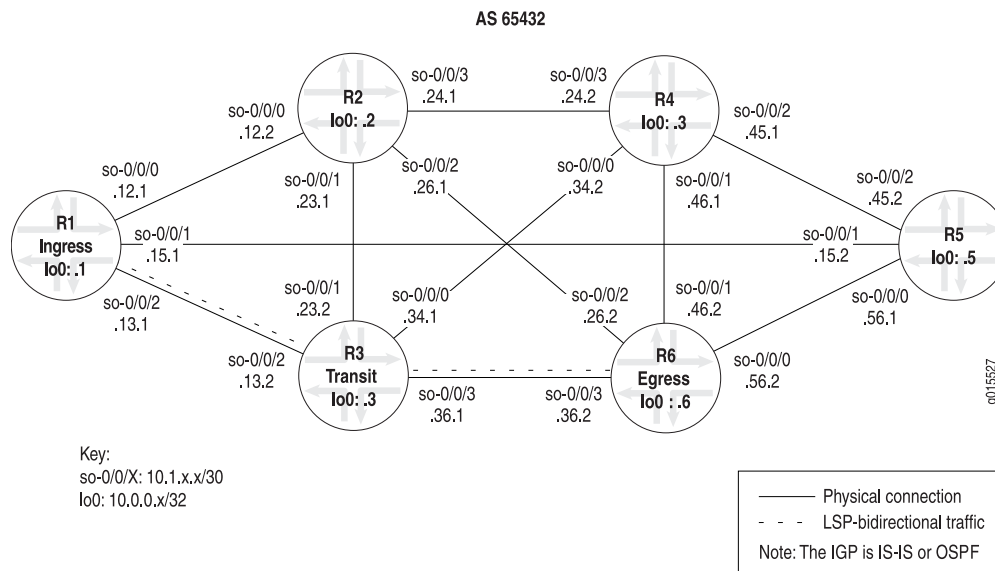 AS 65432
R2
lo0: .2
so-0/0/3
.24.1
so-0/0/3
.24.2
R4
lo0: .3
so-0/0/0
.12.2
so-0/0/2
.45.1
so-0/0/2
.26.1
so-0/0/0
.34.2
so-0/0/0
.12.1
so-0/0/1
.23.1
so-0/0/1
.46.1
so-0/0/2
.45.2
R1
Ingress
lo0: .1
so-0/0/1
.15.1
so-0/0/1
.15.2
R5
lo0: .5
so-0/0/2
.13.1
so-0/0/1
.23.2
so-0/0/0
.34.1
so-0/0/2
.26.2
so-0/0/1
.46.2
so-0/0/0
.56.1
so-0/0/2
.13.2
R3
Transit
lo0: .3
so-0/0/3
.36.1
so-0/0/3
.36.2
R6
Egress
lo0 : .6
so-0/0/0
.56.2
g015527
Key:
so-0/0/X: 10.1.x.x/30
lo0: 10.0.0.x/32
Physical connection
LSP-bidirectional traffic
Note: The IGP is IS-IS or OSPF